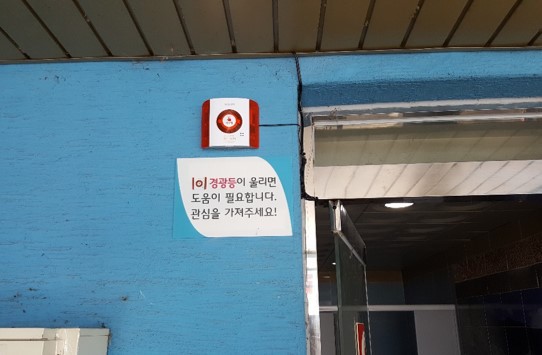 이 경광등이 울리면
도움이 필요합니다.
관심을 가져주세요!